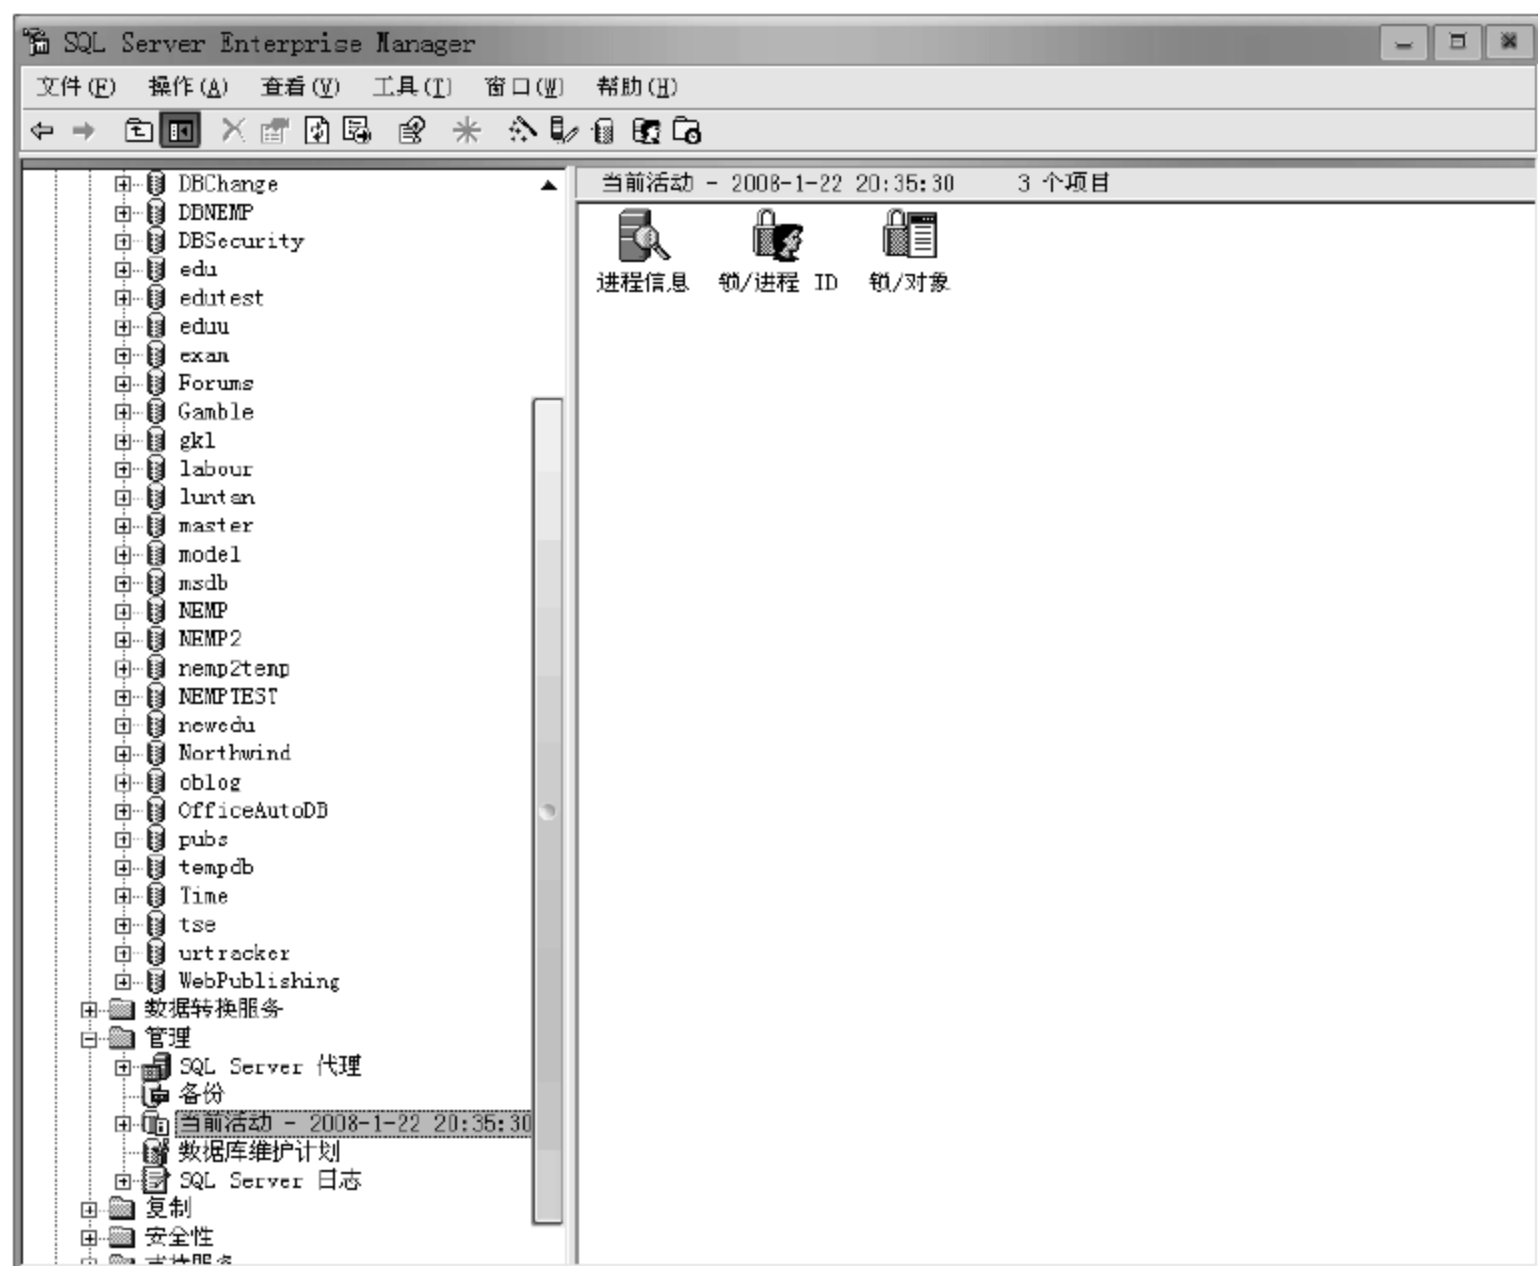 SQL Server Enterprise Manager
文件(F) 操作(A) 查看(V) 工具(T) 窗口(W) 帮助(H)
当前活动 - 2008-1-22 20:35:30 3 个项目
进程信息 锁/进程 ID 锁/对象
DBChange
DBNEMP
DBSecurity
edu
edutest
eduu
exam
Forums
Gamble
gkl
labour
luntan
master
model
msdb
NEMP
NEMP2
nemp2temp
NEMPTEST
newedu
Northwind
oblog
OfficeAutoDB
pubs
tempdb
Time
tse
urtracker
WebPublishing
数据转换服务
管理
SQL Server 代理
备份
当前活动 - 2008-1-22 20:35:30
数据库维护计划
SQL Server 日志
复制
安全性
支持服务